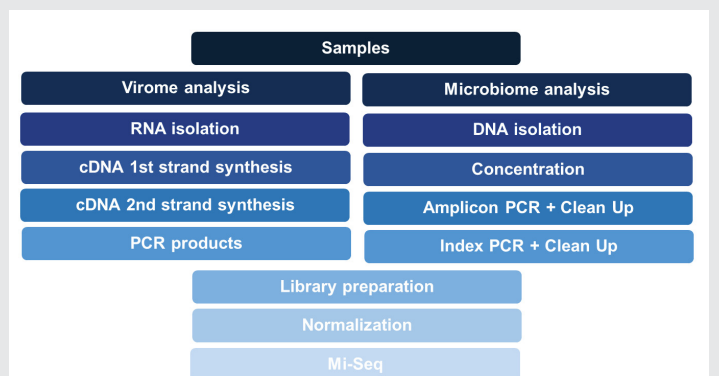 Samples
Virome analysis
Microbiome analysis
RNA isolation
DNA isolation
cDNA 1st strand synthesis
Concentration
cDNA 2nd strand synthesis
Amplicon PCR + Clean Up
PCR products
Index PCR + Clean Up
Library preparation
Normalization
Mi-Seq